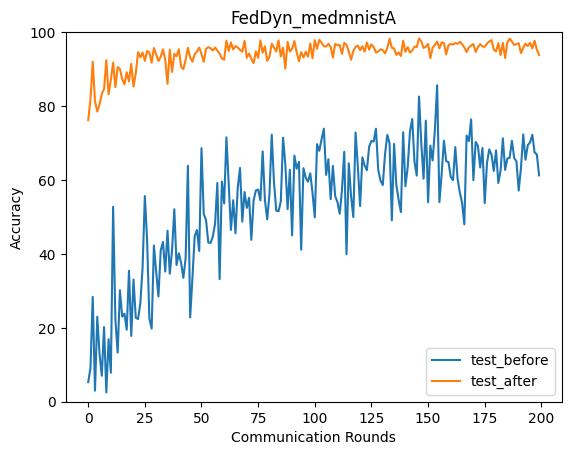 FedDyn_medmnistA
Accuracy
100
80
60
40
20
0
0 25 50 75 100 125 150 175 200
Communication Rounds
test_before
test_after